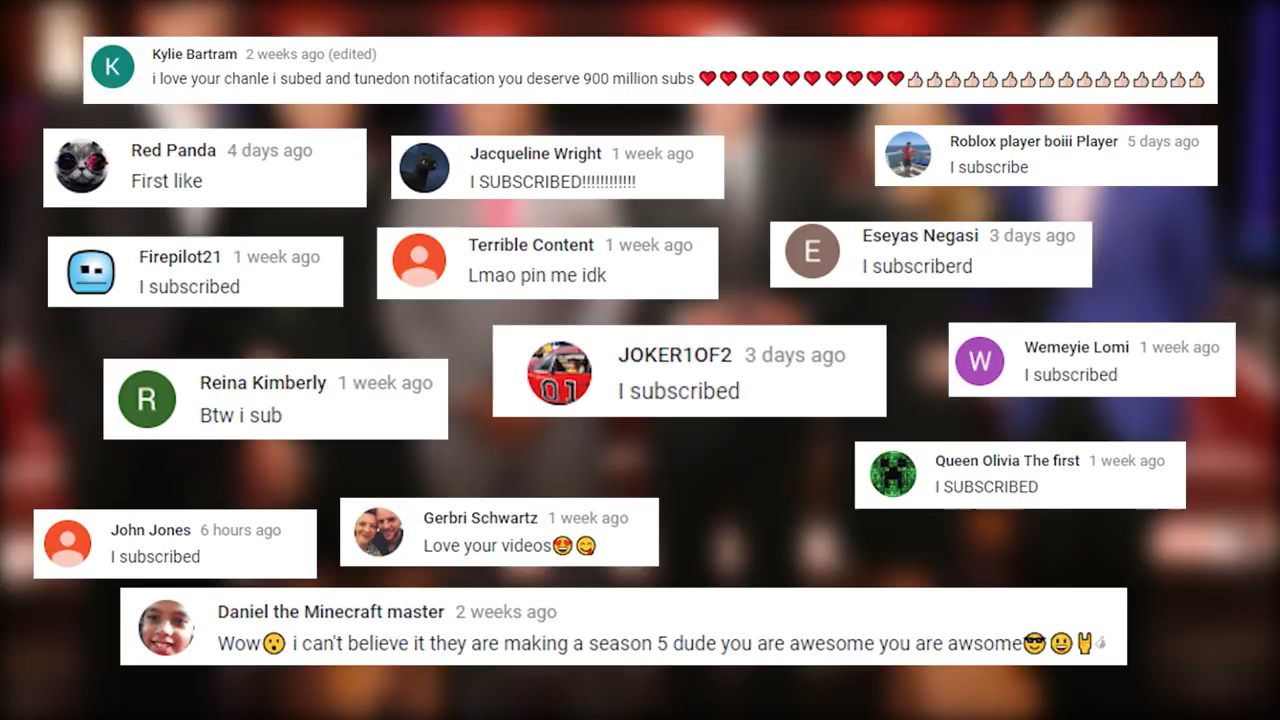 K
Kylie Bartram 2 weeks ago (edited)
i love your chanle i subed and tunedon notifacation you deserve 900 million subs ❤❤❤❤❤❤❤❤❤❤👍🏻👍🏻👍🏻👍🏻👍🏻👍🏻👍🏻👍🏻👍🏻👍🏻👍🏻👍🏻👍🏻👍🏻👍🏻👍🏻
Red Panda 4 days ago
First like
Jacqueline Wright 1 week ago
I SUBSCRIBED!!!!!!!!!!!!
Roblox player boiii Player 5 days ago
I subscribe
Firepilot21 1 week ago
I subscribed
Terrible Content 1 week ago
Lmao pin me idk
E
Eseyas Negasi 3 days ago
I subscriberd
R
Reina Kimberly 1 week ago
Btw i sub
01
JOKER1OF2 3 days ago
I subscribed
W
Wemeyie Lomi 1 week ago
I subscribed
Queen Olivia The first 1 week ago
I SUBSCRIBED
John Jones 6 hours ago
I subscribed
Gerbri Schwartz 1 week ago
Love your videos😍😋
Daniel the Minecraft master 2 weeks ago
Wow😮 i can't believe it they are making a season 5 dude you are awesome you are awsome😎😀🤘